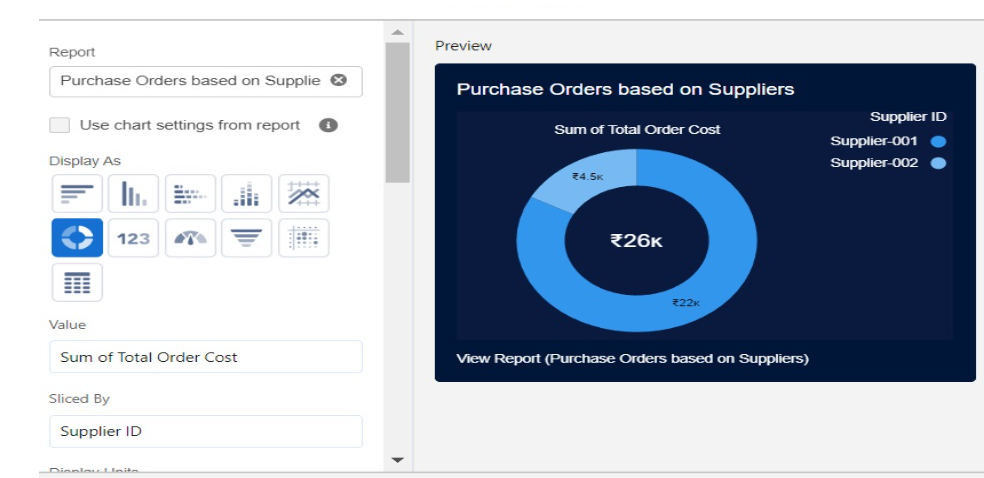 Report
Purchase Orders based on Supplie
Use chart settings from report
Display As
123
Value
Sum of Total Order Cost
Sliced By
Supplier ID
Display Units
Preview
Purchase Orders based on Suppliers
Sum of Total Order Cost
Supplier ID
Supplier-001
Supplier-002
₹4.5K
₹26K
₹22K
View Report (Purchase Orders based on Suppliers)